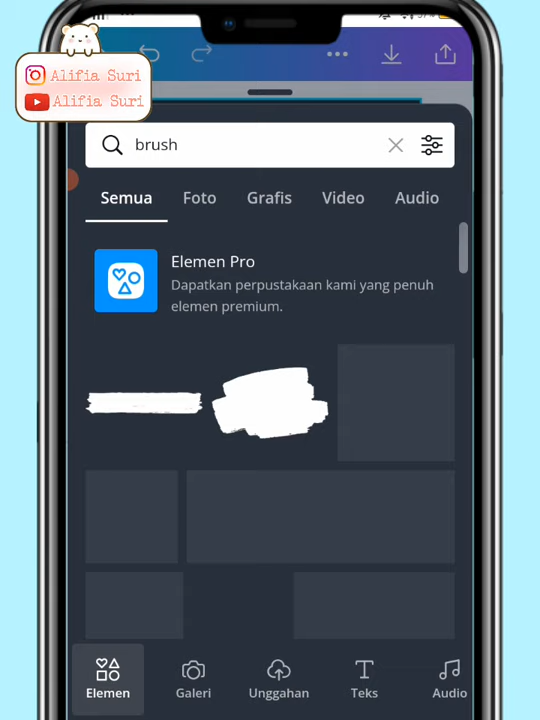 Alifia Suri
Alifia Suri
brush
Semua Foto Grafis Video Audio
Elemen Pro
Dapatkan perpustakaan kami yang penuh
elemen premium.
Elemen Galeri Unggahan Teks Audio